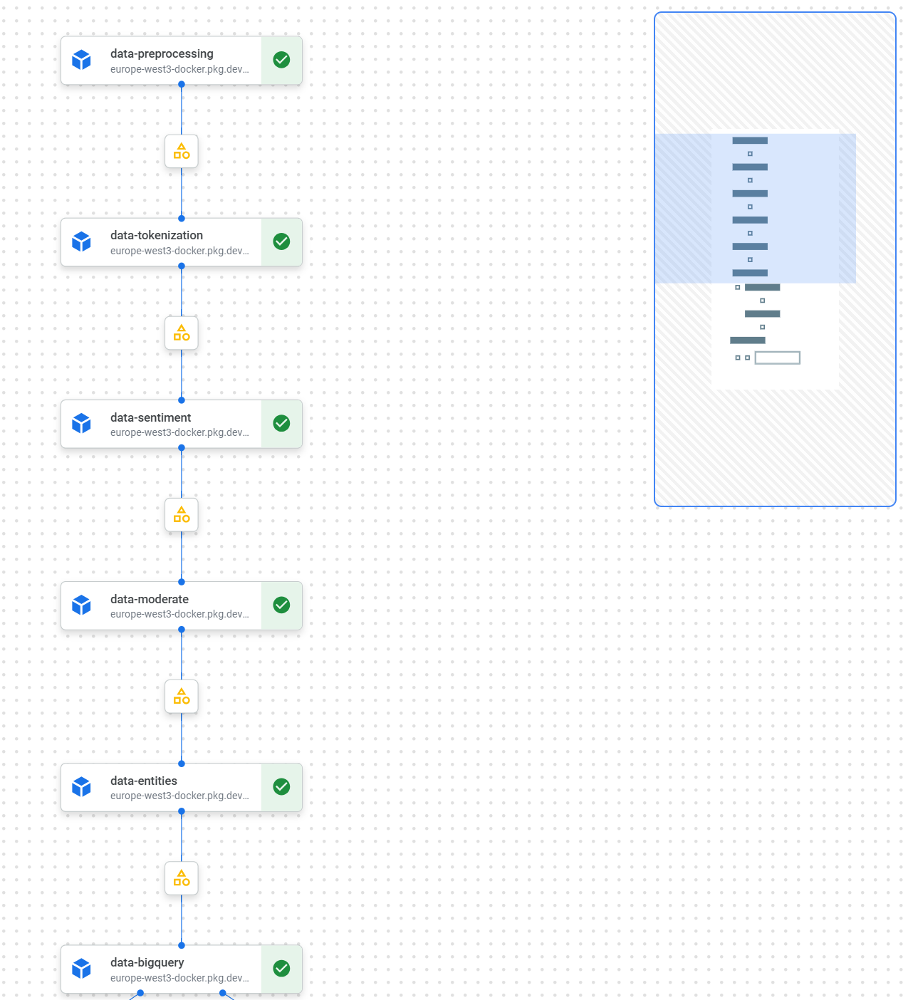 data-preprocessing
europe-west3-docker.pkg.dev...
data-tokenization
europe-west3-docker.pkg.dev...
data-sentiment
europe-west3-docker.pkg.dev...
data-moderate
europe-west3-docker.pkg.dev...
data-entities
europe-west3-docker.pkg.dev...
data-bigquery
europe-west3-docker.pkg.dev...